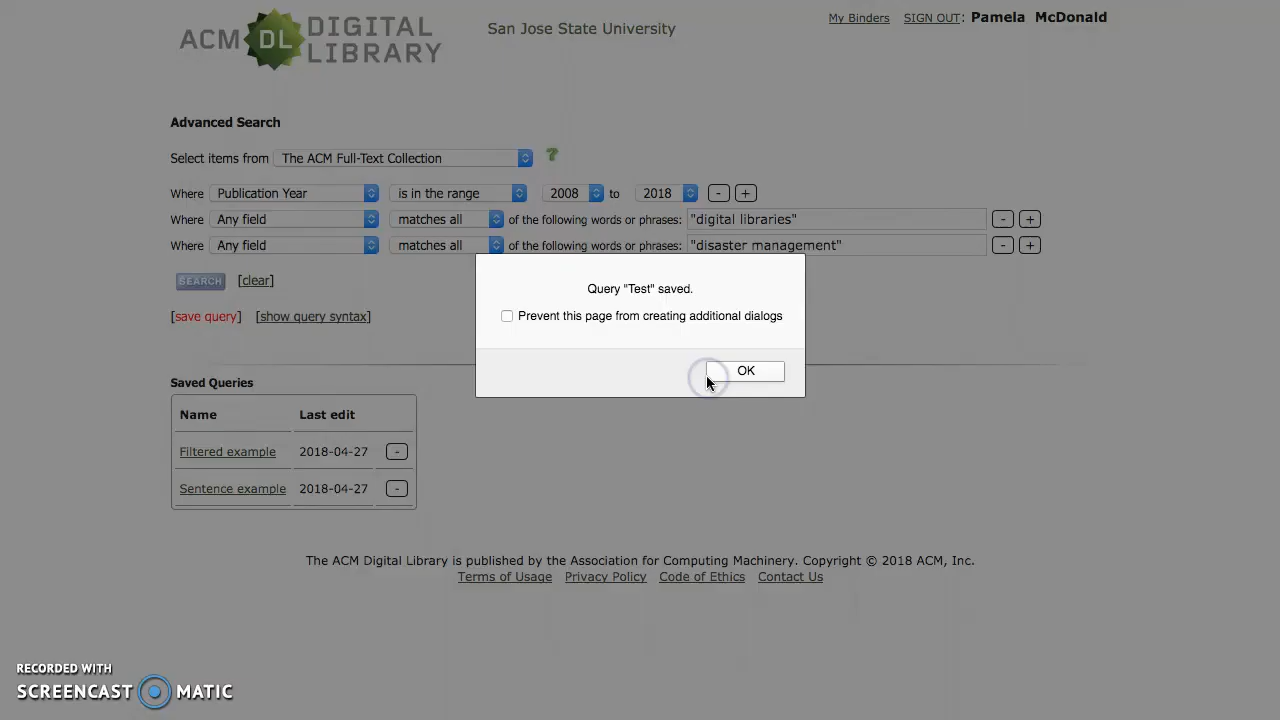 ACM DL DIGITAL LIBRARY
San Jose State University
My Binders SIGN OUT: Pamela McDonald
Advanced Search
Select items from The ACM Full-Text Collection ?
Where Publication Year is in the range 2008 to 2018 - +
Where Any field matches all of the following words or phrases: "digital libraries" - +
Where Any field matches all of the following words or phrases: "disaster management" - +
SEARCH [clear]
[save query] [show query syntax]
Query "Test" saved.
Prevent this page from creating additional dialogs
OK
Saved Queries
Name Last edit
Filtered example 2018-04-27 -
Sentence example 2018-04-27 -
The ACM Digital Library is published by the Association for Computing Machinery. Copyright © 2018 ACM, Inc.
Terms of Usage Privacy Policy Code of Ethics Contact Us
RECORDED WITH
SCREENCAST MATIC